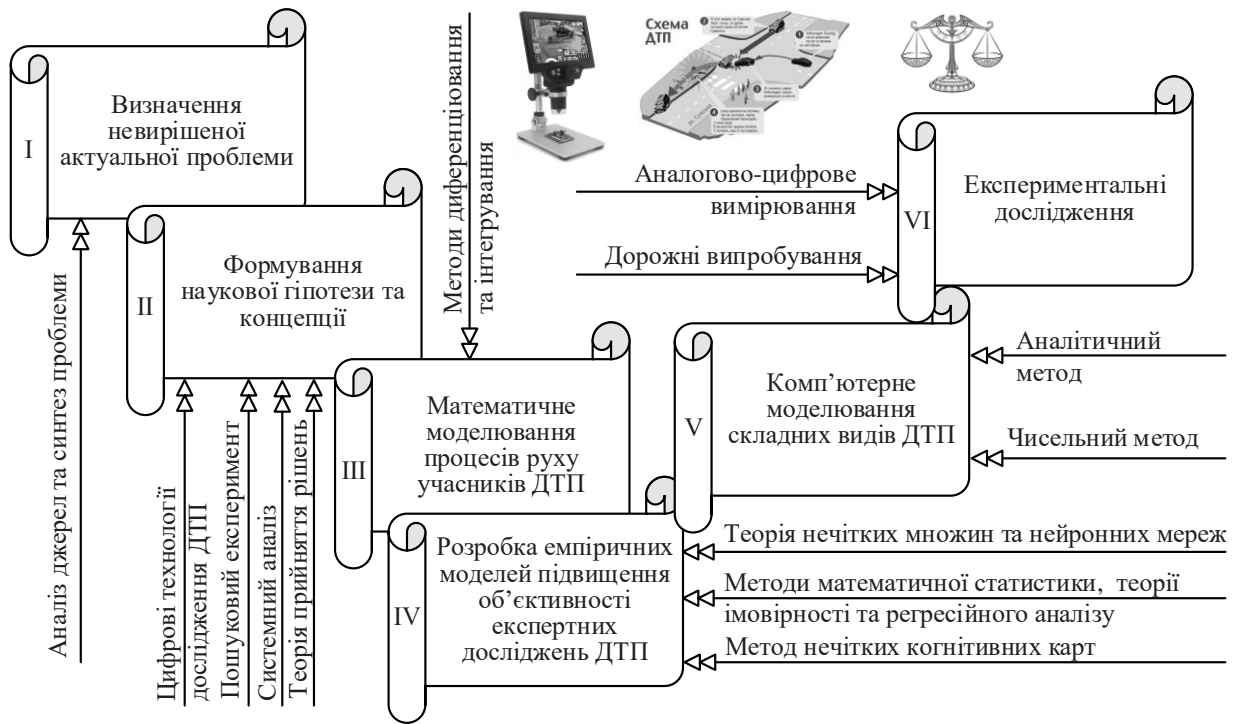 Схема
ДТП
I
Визначення
невирішеної
актуальної проблеми
Аналіз джерел та синтез проблеми
II
Формування
наукової гіпотези та
концепції
Цифрові технології
дослідження ДТП
Пошуковий експеримент
Системний аналіз
Теорія прийняття рішень
Методи диференціювання
та інтегрування
III
Математичне
моделювання
процесів руху
учасників ДТП
IV
Розробка емпіричних
моделей підвищення
об’єктивності
експертних
досліджень ДТП
Теорія нечітких множин та нейронних мереж
Методи математичної статистики, теорії
імовірності та регресійного аналізу
Метод нечітких когнітивних карт
V
Комп’ютерне
моделювання
складних видів ДТП
Аналітичний
метод
Чисельний метод
VI
Експериментальні
дослідження
Аналогово-цифрове
вимірювання
Дорожні випробування